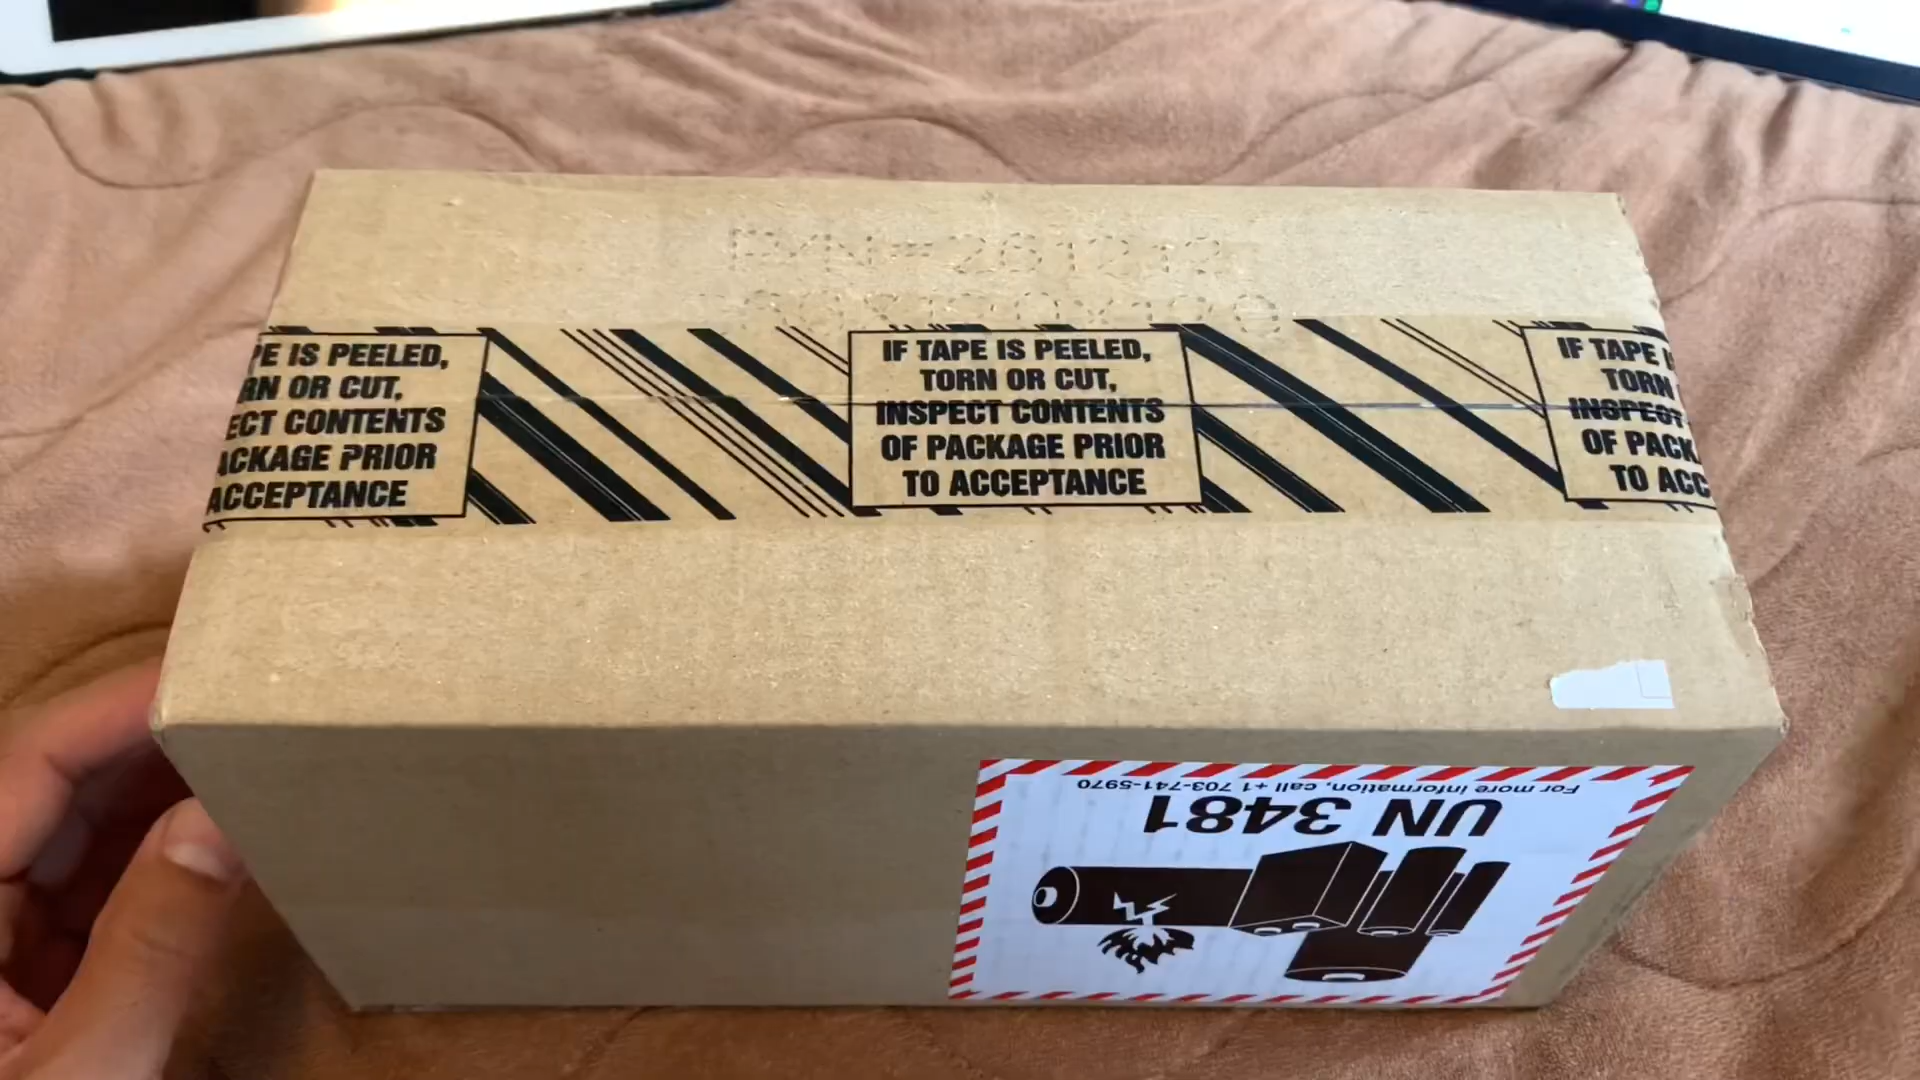 PE IS PEELED,
RN OR CUT,
ECT CONTENTS
ACKAGE PRIOR
ACCEPTANCE
IF TAPE IS PEELED,
TORN OR CUT,
INSPECT CONTENTS
OF PACKAGE PRIOR
TO ACCEPTANCE
IF TAPE
TORN
INSPECT
OF PACK
TO ACC
UN 3481
For more information, call +1 703-741-5970